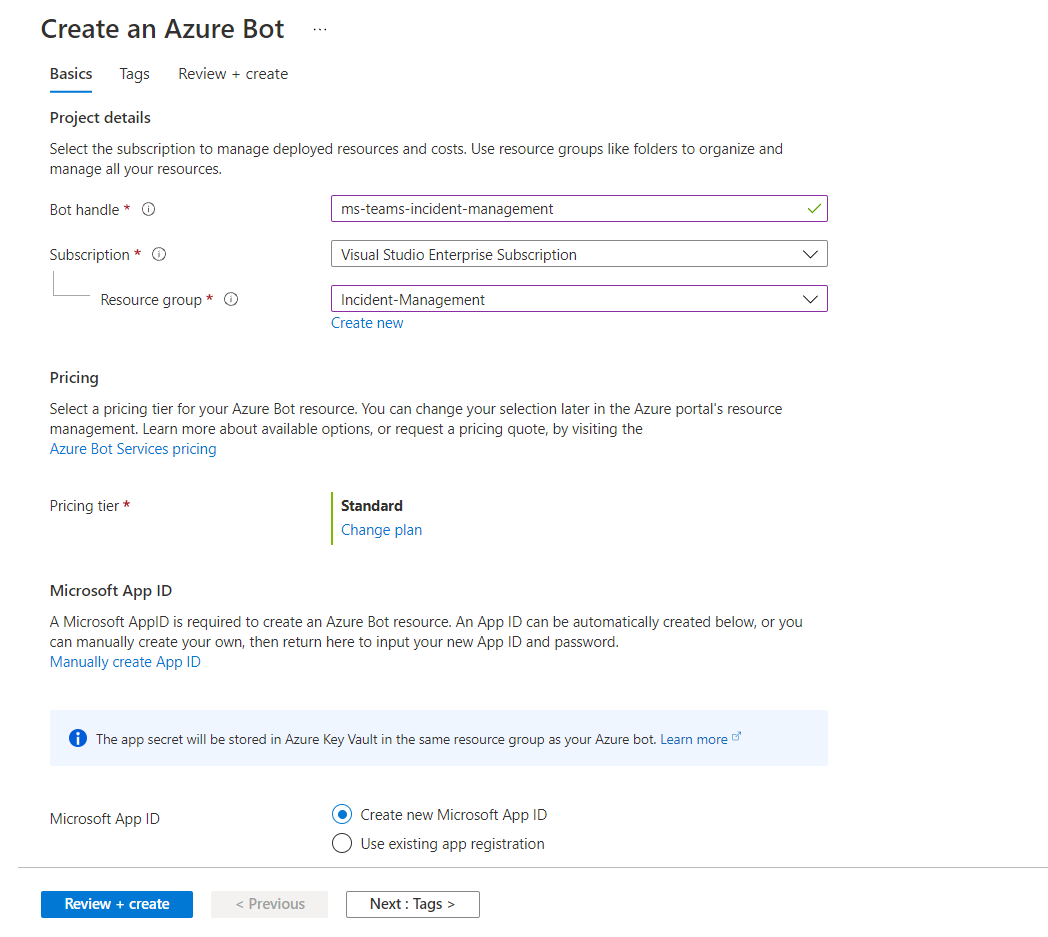 Create an Azure Bot ...
Basics Tags Review + create
Project details
Select the subscription to manage deployed resources and costs. Use resource groups like folders to organize and
manage all your resources.
Bot handle * ms-teams-incident-management
Subscription * Visual Studio Enterprise Subscription
Resource group * Incident-Management
Create new
Pricing
Select a pricing tier for your Azure Bot resource. You can change your selection later in the Azure portal's resource
management. Learn more about available options, or request a pricing quote, by visiting the
Azure Bot Services pricing
Pricing tier * Standard
Change plan
Microsoft App ID
A Microsoft AppID is required to create an Azure Bot resource. An App ID can be automatically created below, or you
can manually create your own, then return here to input your new App ID and password.
Manually create App ID
The app secret will be stored in Azure Key Vault in the same resource group as your Azure bot. Learn more
Microsoft App ID Create new Microsoft App ID
Use existing app registration
Review + create < Previous Next : Tags >